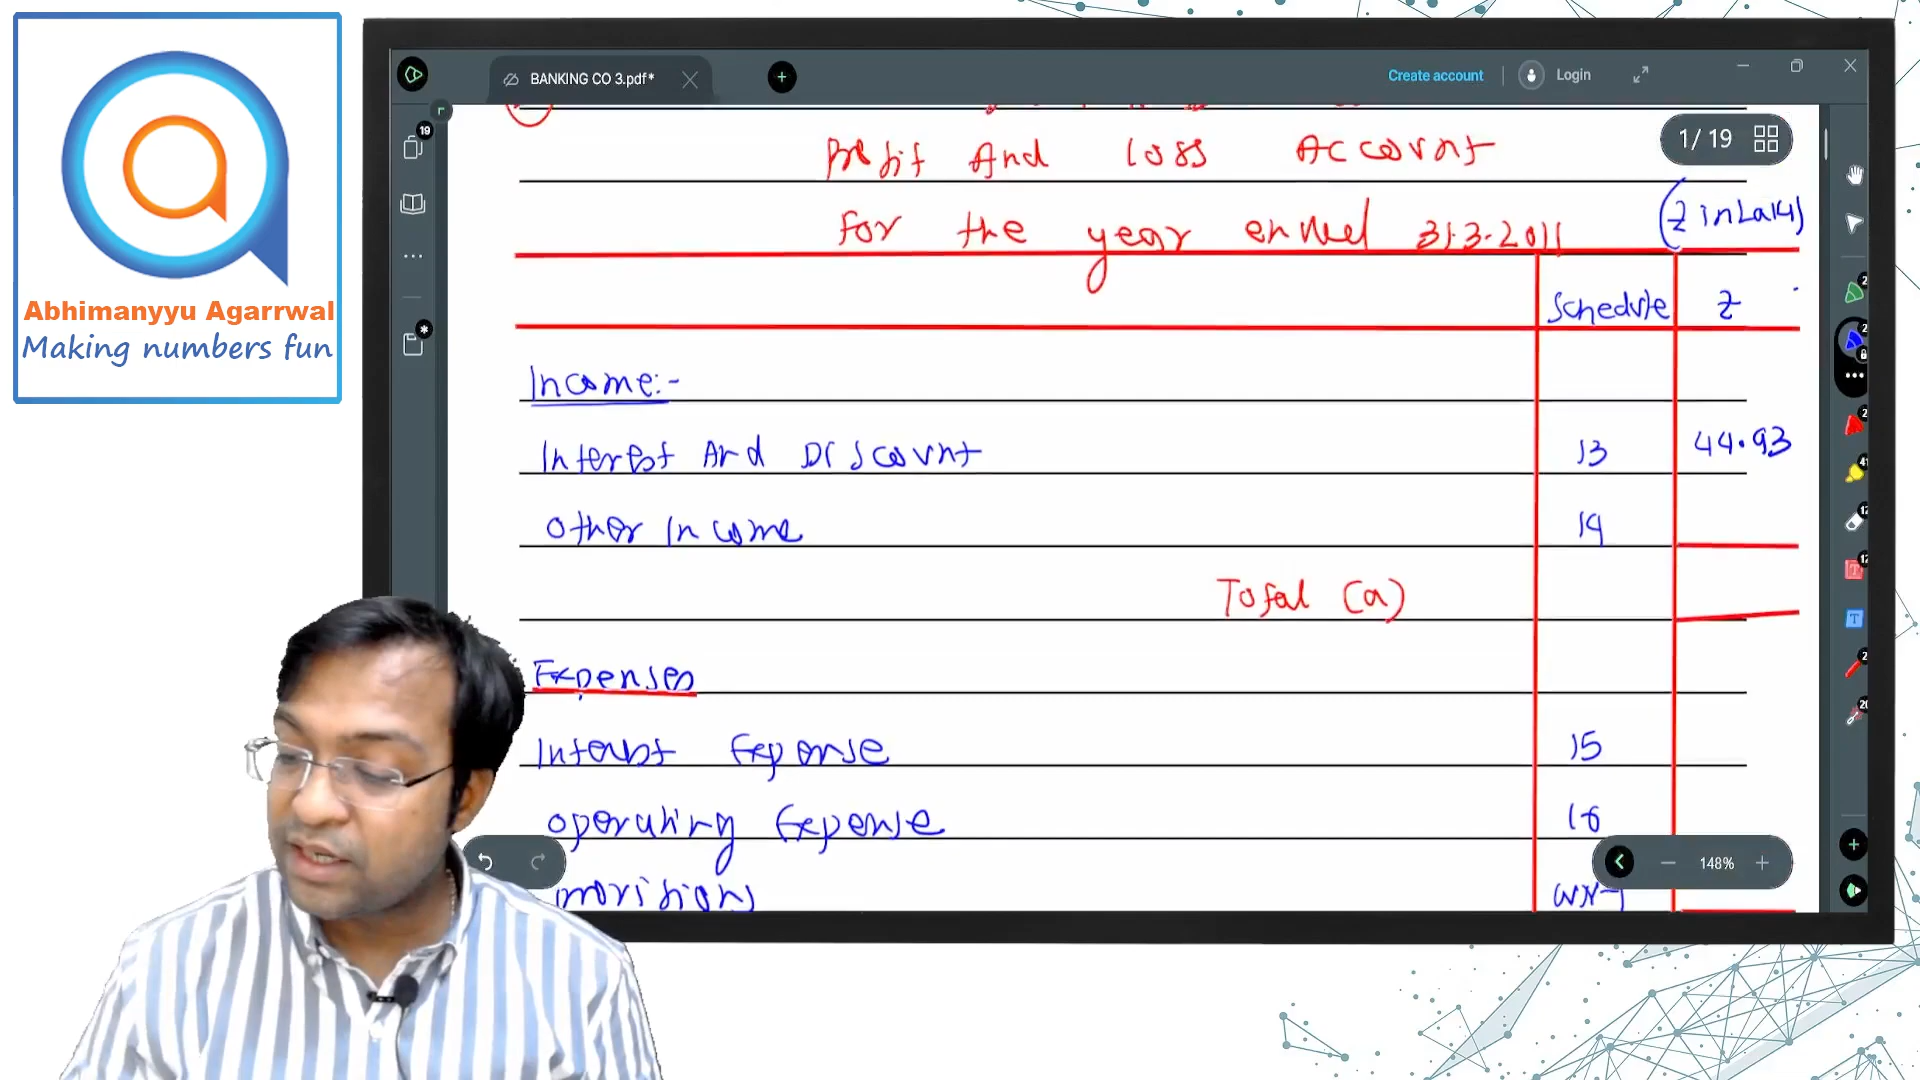 Abhimanyyu Agarrwal
Making numbers fun
BANKING CO 3.pdf*
Create account
Login
1/ 19
Profit And loss Account
for the year ended 31.3.2011
(₹ in Lakh)
Schedule ₹
Income:-
Interest And Discount 13 44.93
Other Income 14
Total (a)
Expenses
Interest Expense 15
operating Expense 16
provisions
148%
19